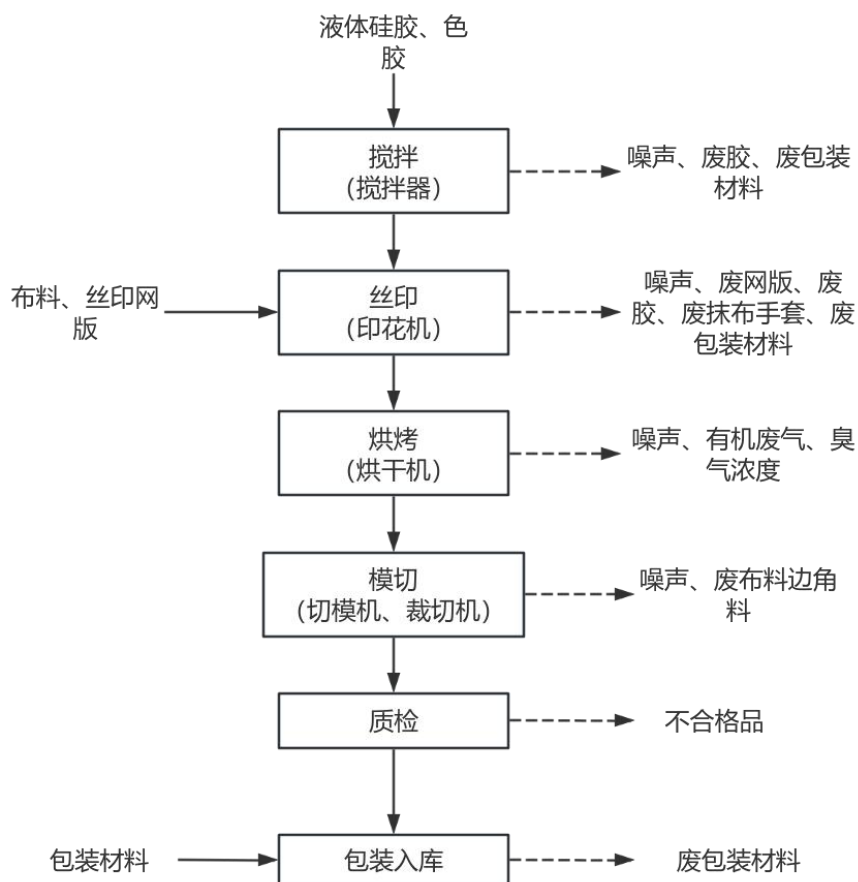 液体硅胶、色
胶
搅拌
（搅拌器）
噪声、废胶、废包装
材料
布料、丝印网
版
丝印
（印花机）
噪声、废网版、废
胶、废抹布手套、废
包装材料
烘烤
（烘干机）
噪声、有机废气、臭
气浓度
模切
（切模机、裁切机）
噪声、废布料边角
料
质检
不合格品
包装材料
包装入库
废包装材料